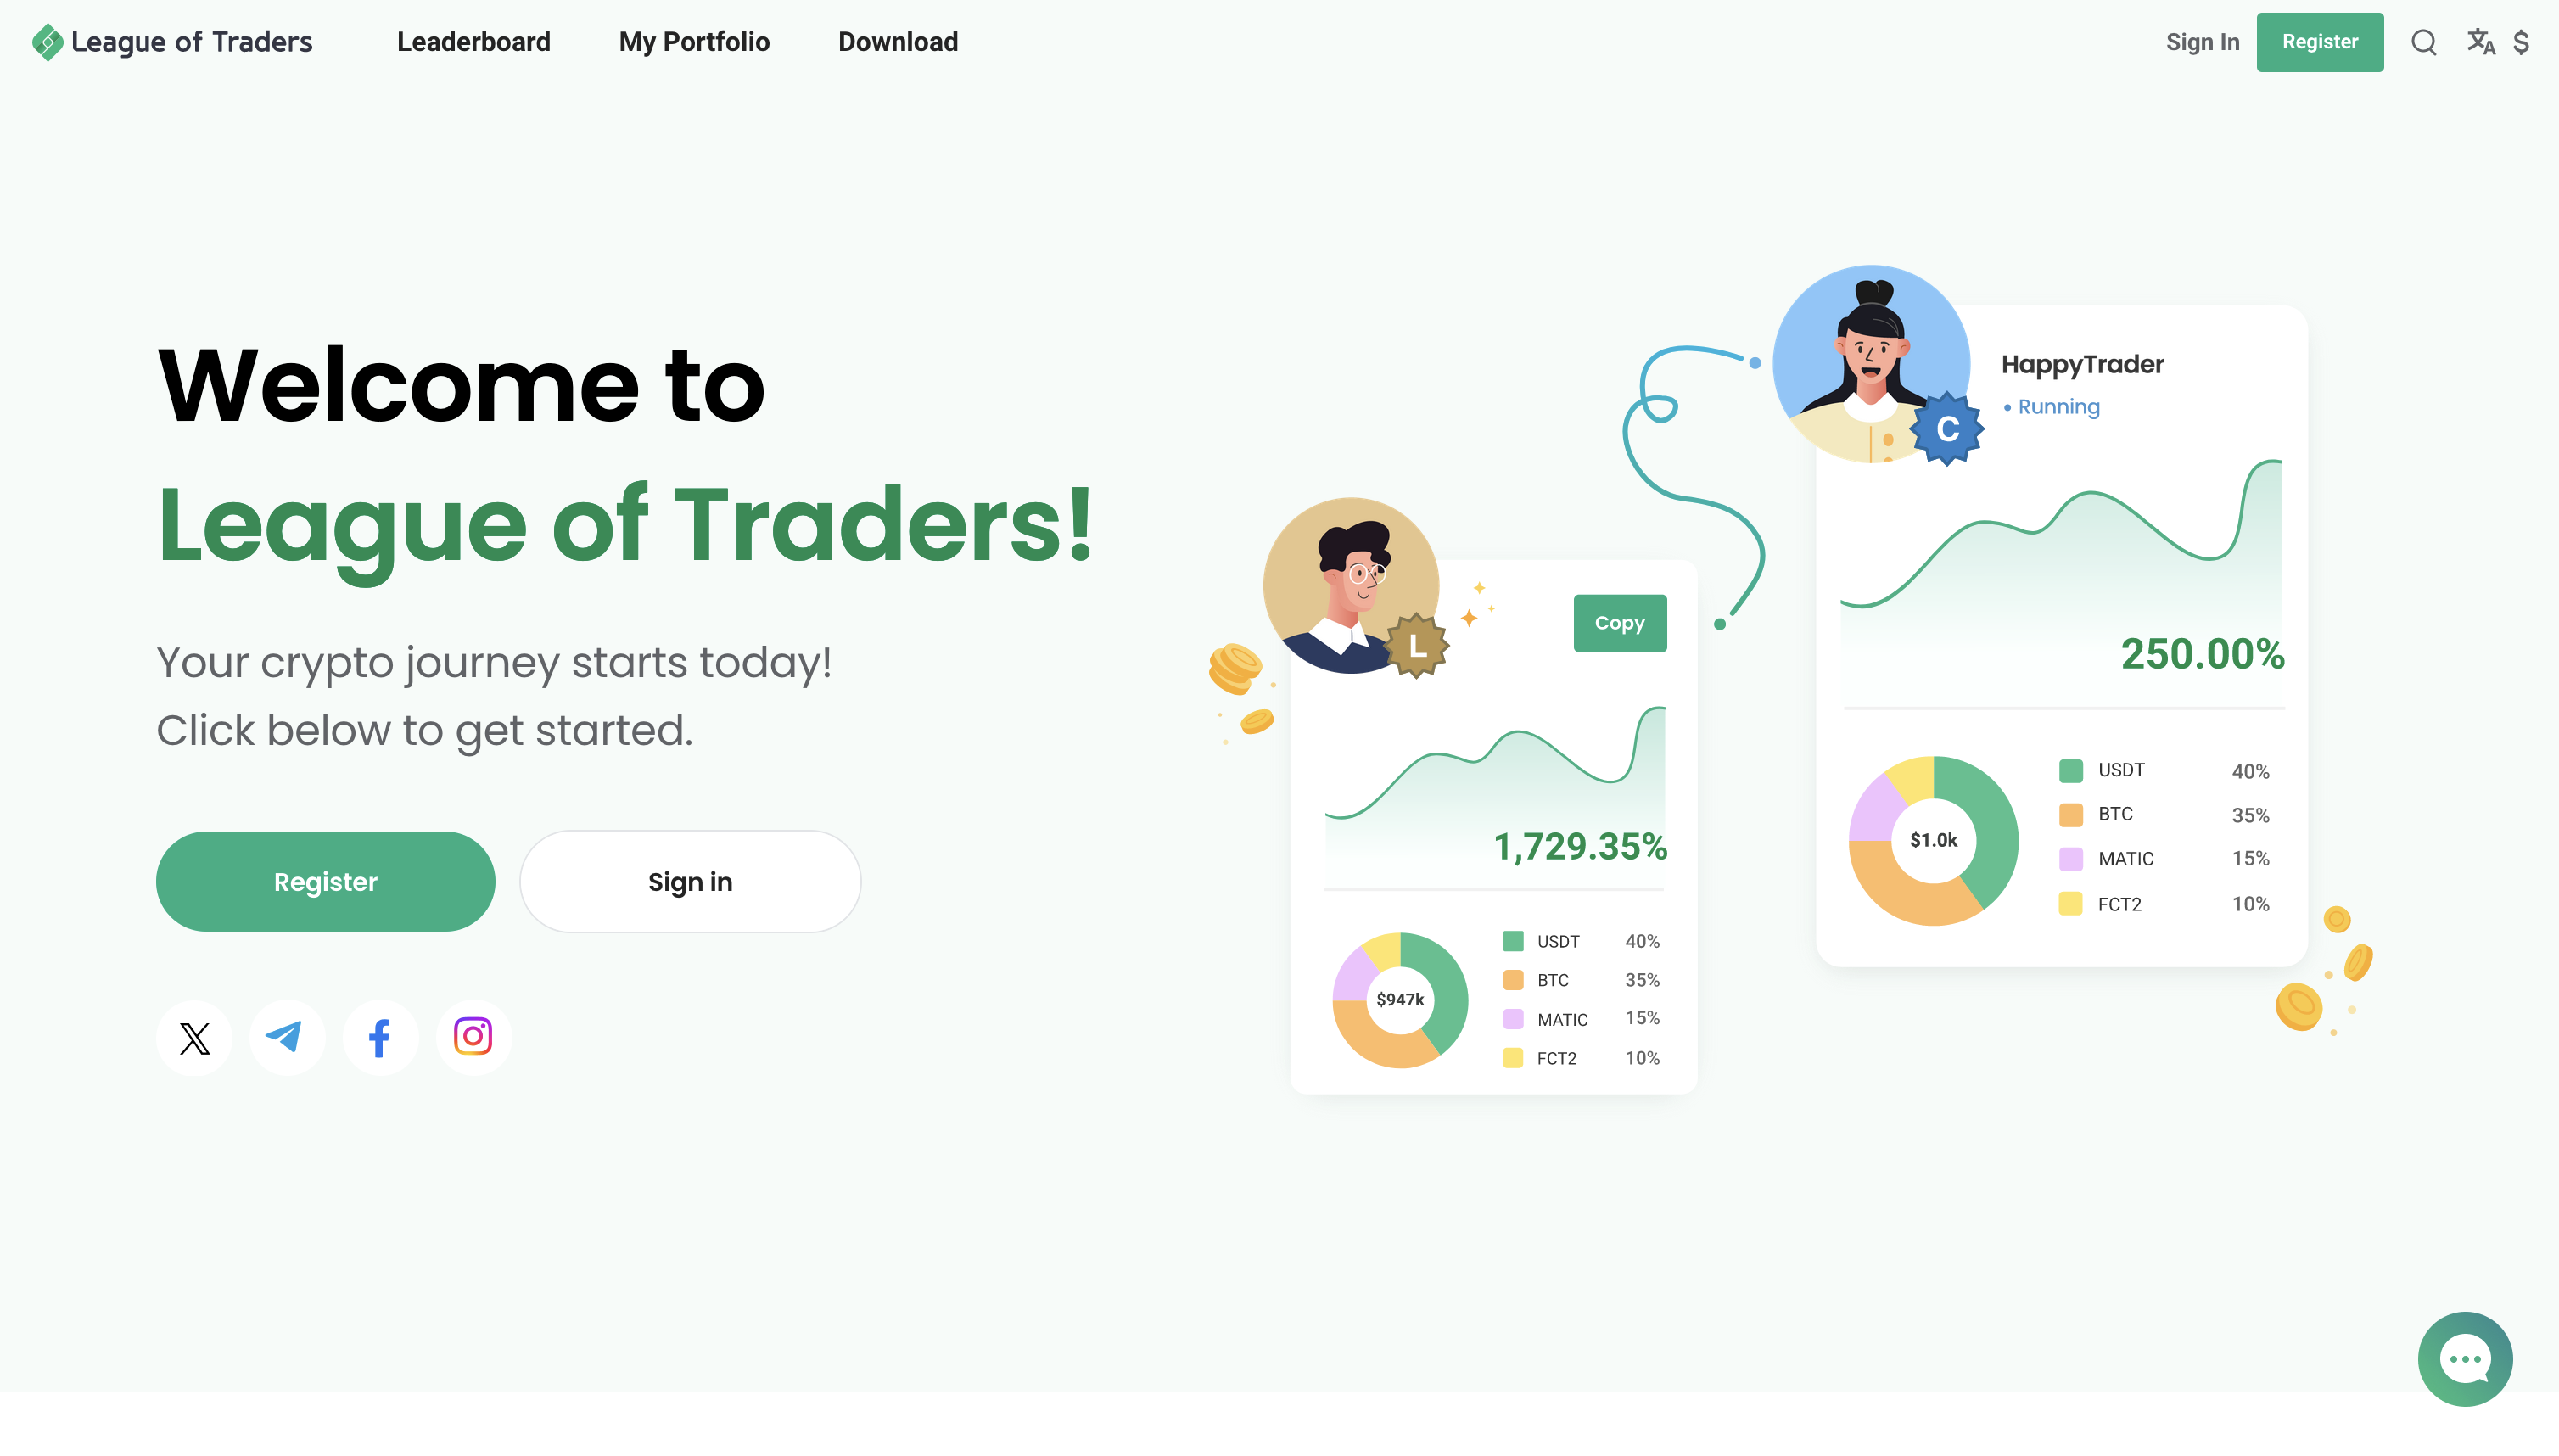 League of Traders
Leaderboard
My Portfolio
Download
Sign In
Register
$
Welcome to
League of Traders!
Your crypto journey starts today!
Click below to get started.
Register
Sign in
L
Copy
1,729.35%
$947k
USDT 40%
BTC 35%
MATIC 15%
FCT2 10%
C
HappyTrader
• Running
250.00%
$1.0k
USDT 40%
BTC 35%
MATIC 15%
FCT2 10%